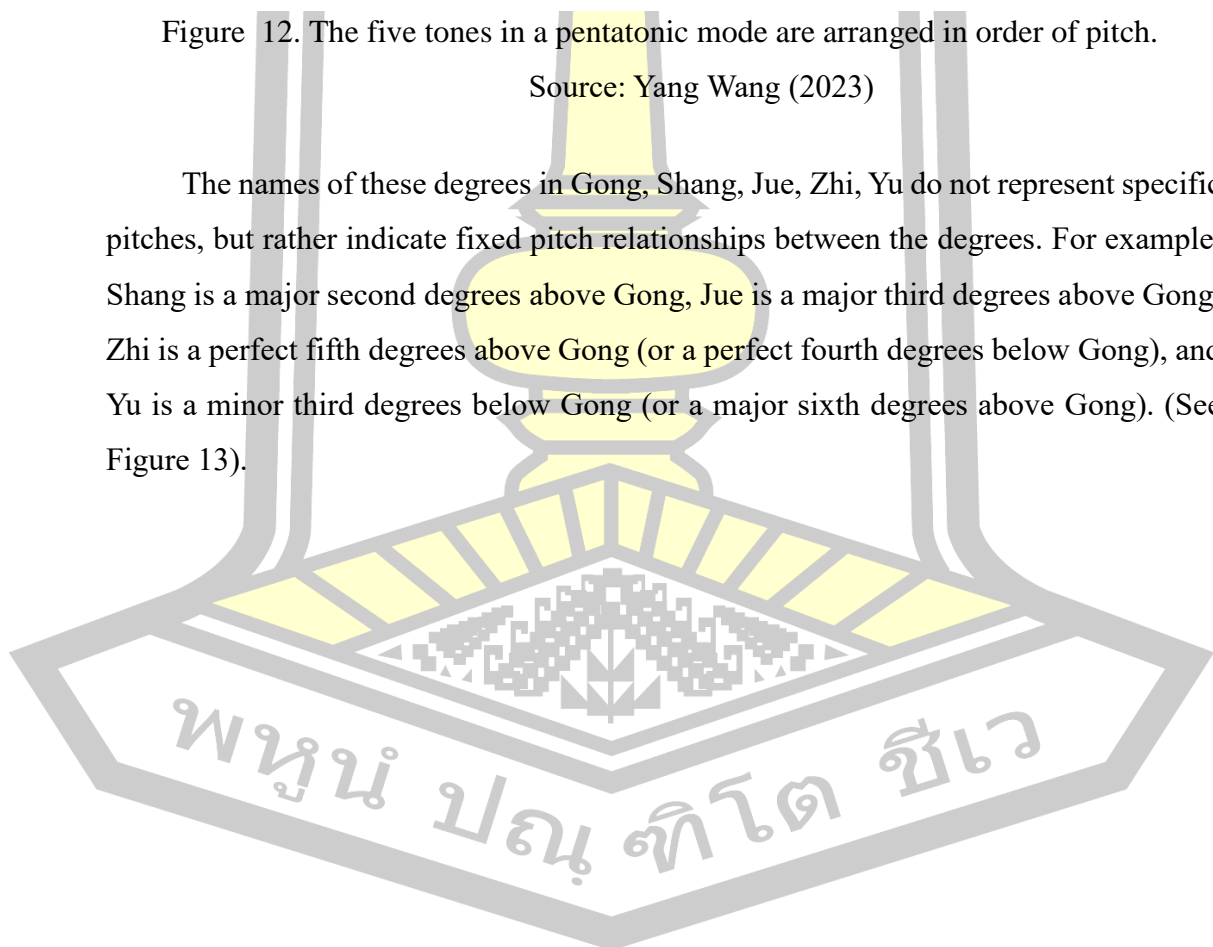 Figure 12. The five tones in a pentatonic mode are arranged in order of pitch.
Source: Yang Wang (2023)
The names of these degrees in Gong, Shang, Jue, Zhi, Yu do not represent specific
pitches, but rather indicate fixed pitch relationships between the degrees. For example
Shang is a major second degrees above Gong, Jue is a major third degrees above Gong
Zhi is a perfect fifth degrees above Gong (or a perfect fourth degrees below Gong), and
Yu is a minor third degrees below Gong (or a major sixth degrees above Gong). (See
Figure 13).
พหูนํ ปณฺฑิโต ชีเว